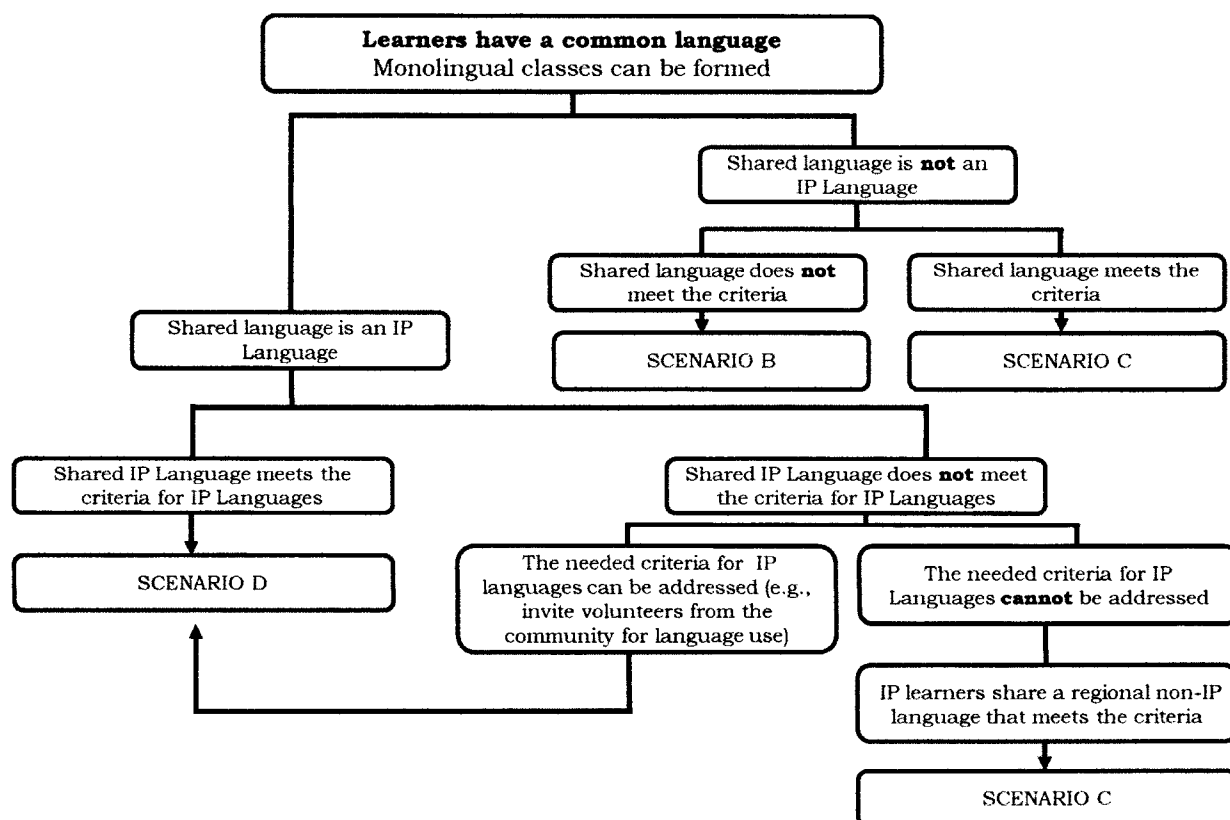 Learners have a common language
Monolingual classes can be formed
Shared language is not an
IP Language
Shared language does not
meet the criteria
Shared language meets the
criteria
Shared language is an IP
Language
SCENARIO B
SCENARIO C
Shared IP Language meets the
criteria for IP Languages
Shared IP Language does not meet
the criteria for IP Languages
SCENARIO D
The needed criteria for IP
languages can be addressed (e.g.,
invite volunteers from the
community for language use)
The needed criteria for IP
Languages cannot be addressed
IP learners share a regional non-IP
language that meets the criteria
SCENARIO C